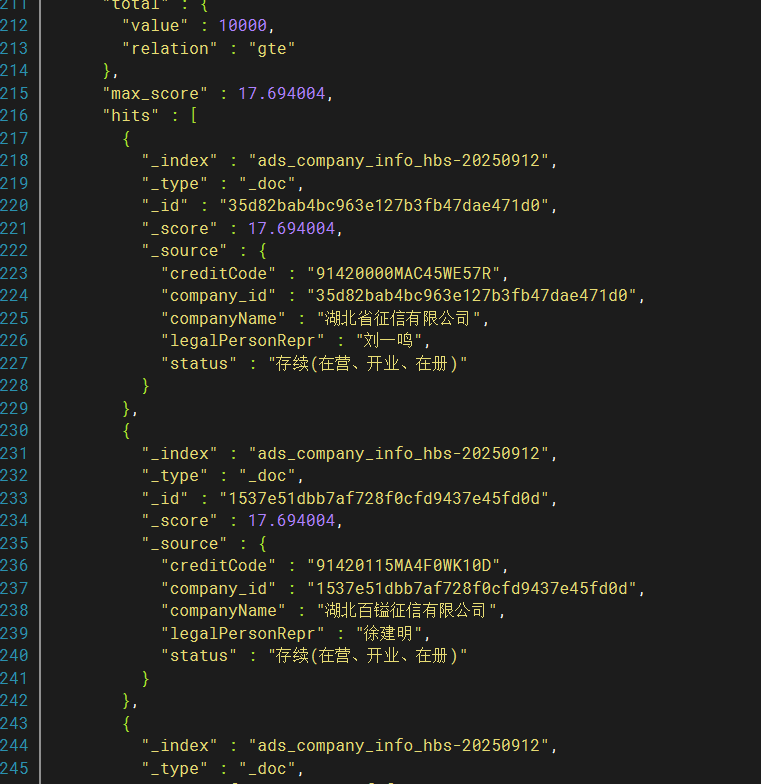 211 "total" : {
212 "value" : 10000,
213 "relation" : "gte"
214 },
215 "max_score" : 17.694004,
216 "hits" : [
217 {
218 "_index" : "ads_company_info_hbs-20250912",
219 "_type" : "_doc",
220 "_id" : "35d82bab4bc963e127b3fb47dae471d0",
221 "_score" : 17.694004,
222 "_source" : {
223 "creditCode" : "91420000MAC45WE57R",
224 "company_id" : "35d82bab4bc963e127b3fb47dae471d0",
225 "companyName" : "湖北省征信有限公司",
226 "legalPersonRepr" : "刘一鸣",
227 "status" : "存续(在营、开业、在册)"
228 }
229 },
230 {
231 "_index" : "ads_company_info_hbs-20250912",
232 "_type" : "_doc",
233 "_id" : "1537e51dbb7af728f0cfd9437e45fd0d",
234 "_score" : 17.694004,
235 "_source" : {
236 "creditCode" : "91420115MA4F0WK10D",
237 "company_id" : "1537e51dbb7af728f0cfd9437e45fd0d",
238 "companyName" : "湖北百镒征信有限公司",
239 "legalPersonRepr" : "徐建明",
240 "status" : "存续(在营、开业、在册)"
241 }
242 },
243 {
244 "_index" : "ads_company_info_hbs-20250912",
245 "_type" : "_doc",